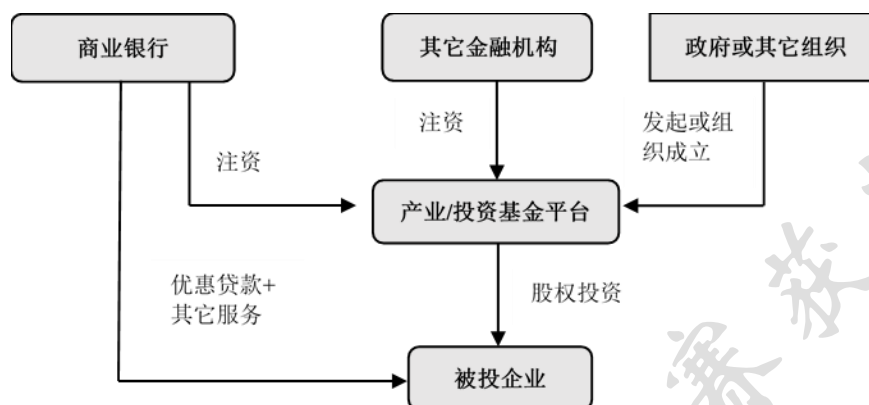 商业银行
其它金融机构
政府或其它组织
注资
注资
发起或组
织成立
产业/投资基金平台
优惠贷款+
其它服务
股权投资
被投企业
赛获